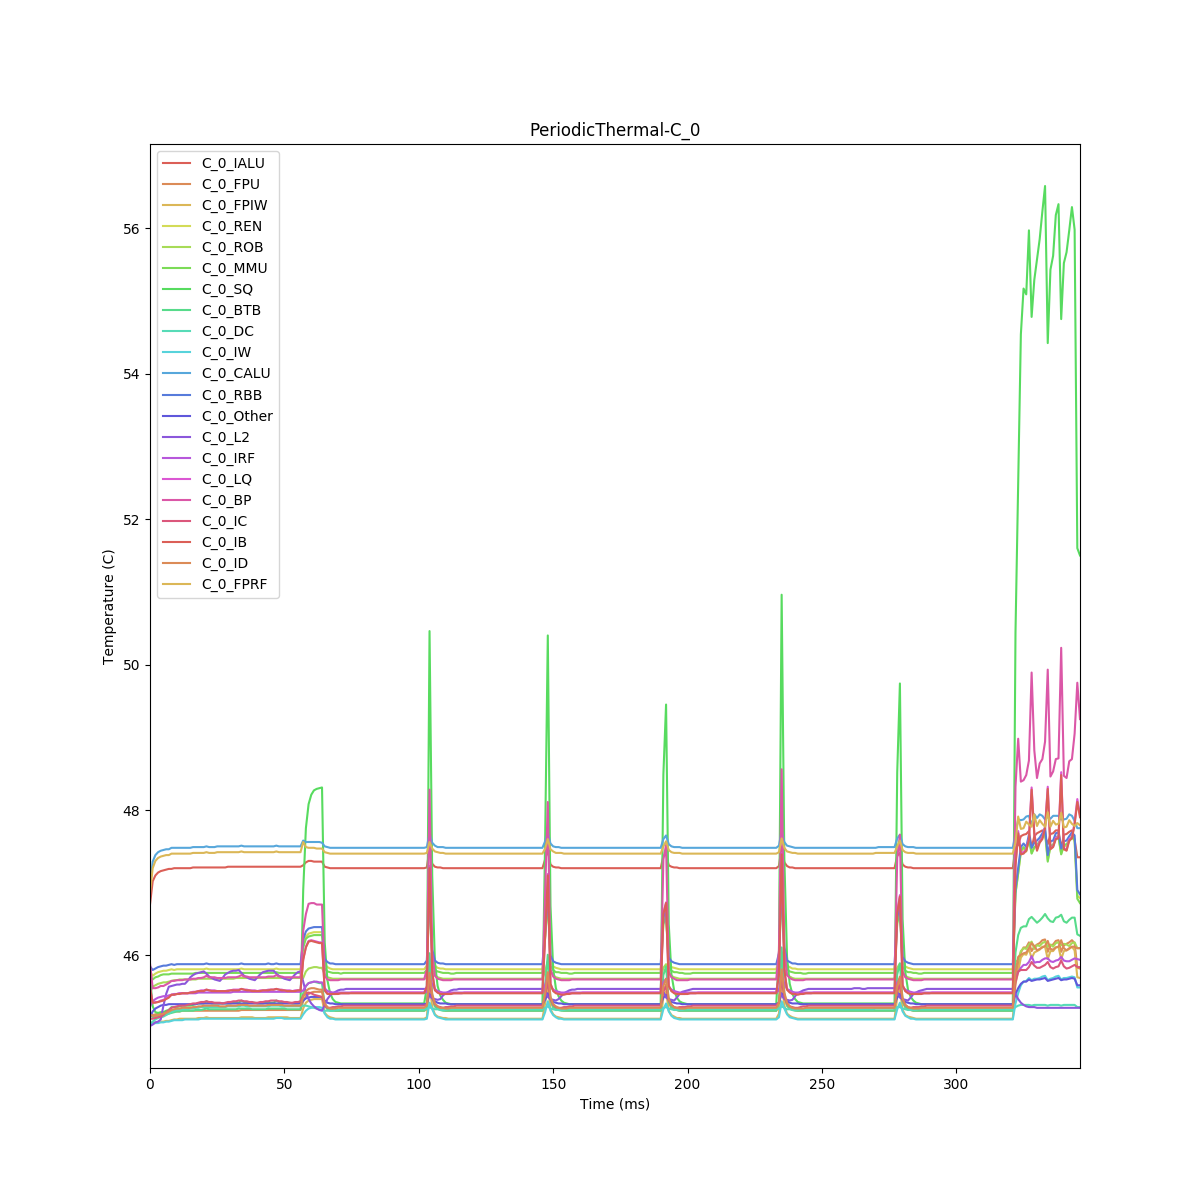 PeriodicThermal-C_0
C_0_IALU
C_0_FPU
C_0_FPIW
C_0_REN
C_0_ROB
C_0_MMU
C_0_SQ
C_0_BTB
C_0_DC
C_0_IW
C_0_CALU
C_0_RBB
C_0_Other
C_0_L2
C_0_IRF
C_0_LQ
C_0_BP
C_0_IC
C_0_IB
C_0_ID
C_0_FPRF
56
54
52
50
48
46
Temperature (C)
0 50 100 150 200 250 300
Time (ms)